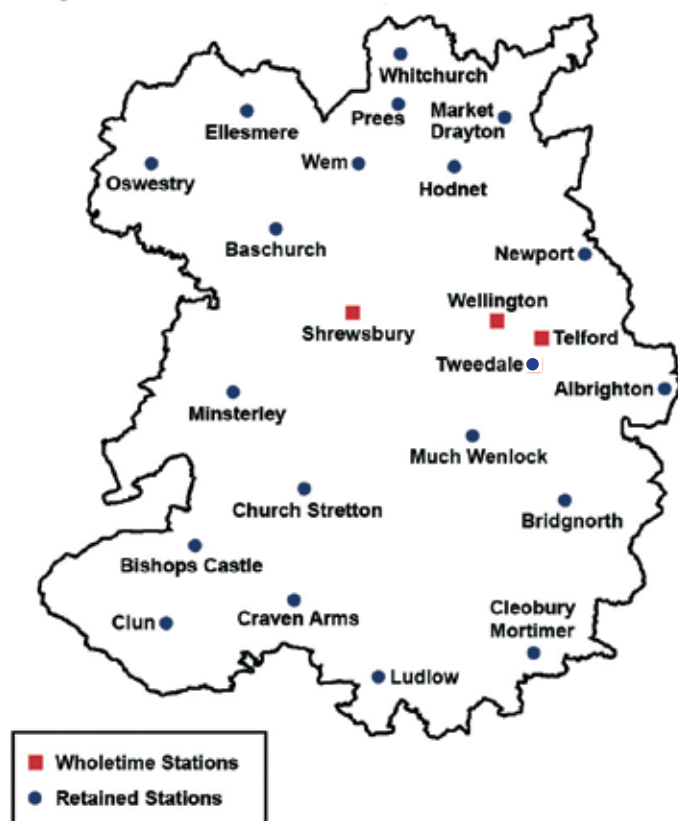 Whitchurch
Prees
Market
Drayton
Ellesmere
Wem
Oswestry
Hodnet
Baschurch
Newport
Wellington
Shrewsbury
Telford
Tweedale
Albrighton
Minsterley
Much Wenlock
Church Stretton
Bridgnorth
Bishops Castle
Craven Arms
Cleobury
Mortimer
Clun
Ludlow
Wholetime Stations
Retained Stations